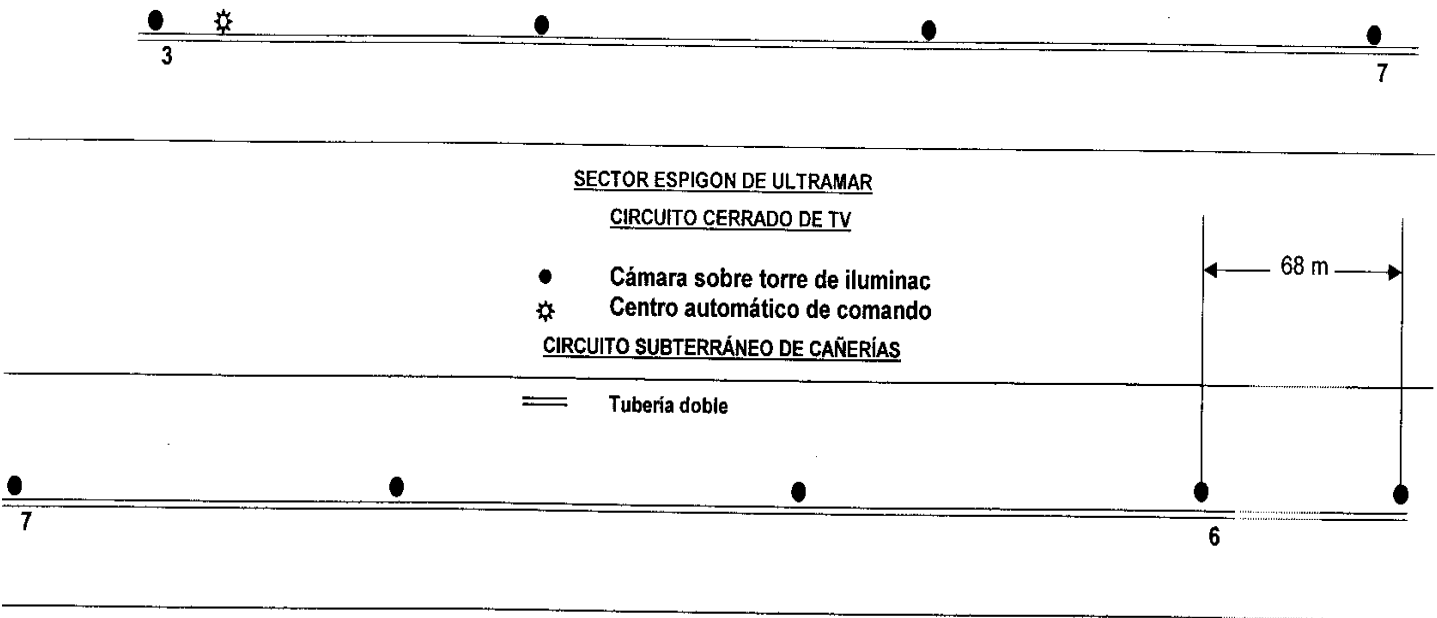 3
7
SECTOR ESPIGON DE ULTRAMAR
CIRCUITO CERRADO DE TV
68 m
Cámara sobre torre de iluminac
Centro automático de comando
CIRCUITO SUBTERRÁNEO DE CAÑERÍAS
Tubería doble
7
6